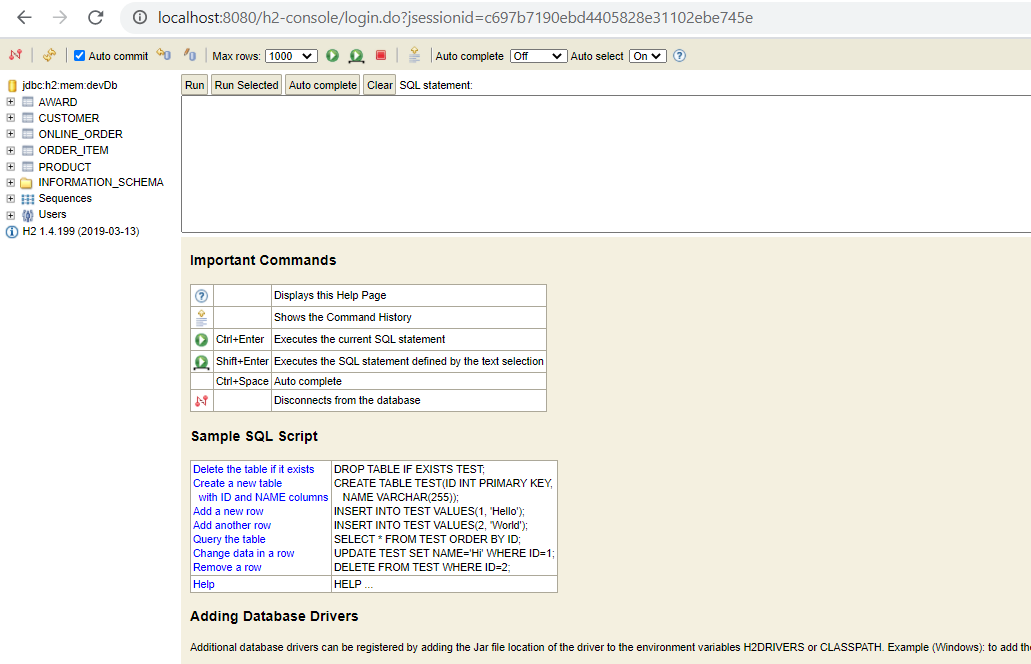 localhost:8080/h2-console/login.do?jsessionid=c697b7190ebd4405828e31102ebe745e
Auto commit Max rows: 1000 Auto complete Off Auto select On
jdbc:h2:mem:devDb
AWARD
CUSTOMER
ONLINE_ORDER
ORDER_ITEM
PRODUCT
INFORMATION_SCHEMA
Sequences
Users
H2 1.4.199 (2019-03-13)
Run Run Selected Auto complete Clear SQL statement:
Important Commands
Displays this Help Page
Shows the Command History
Ctrl+Enter Executes the current SQL statement
Shift+Enter Executes the SQL statement defined by the text selection
Ctrl+Space Auto complete
Disconnects from the database
Sample SQL Script
Delete the table if it exists DROP TABLE IF EXISTS TEST;
Create a new table CREATE TABLE TEST(ID INT PRIMARY KEY,
with ID and NAME columns NAME VARCHAR(255));
Add a new row INSERT INTO TEST VALUES(1, 'Hello');
Add another row INSERT INTO TEST VALUES(2, 'World');
Query the table SELECT * FROM TEST ORDER BY ID;
Change data in a row UPDATE TEST SET NAME='Hi' WHERE ID=1;
Remove a row DELETE FROM TEST WHERE ID=2;
Help HELP ...
Adding Database Drivers
Additional database drivers can be registered by adding the Jar file location of the driver to the environment variables H2DRIVERS or CLASSPATH. Example (Windows): to add